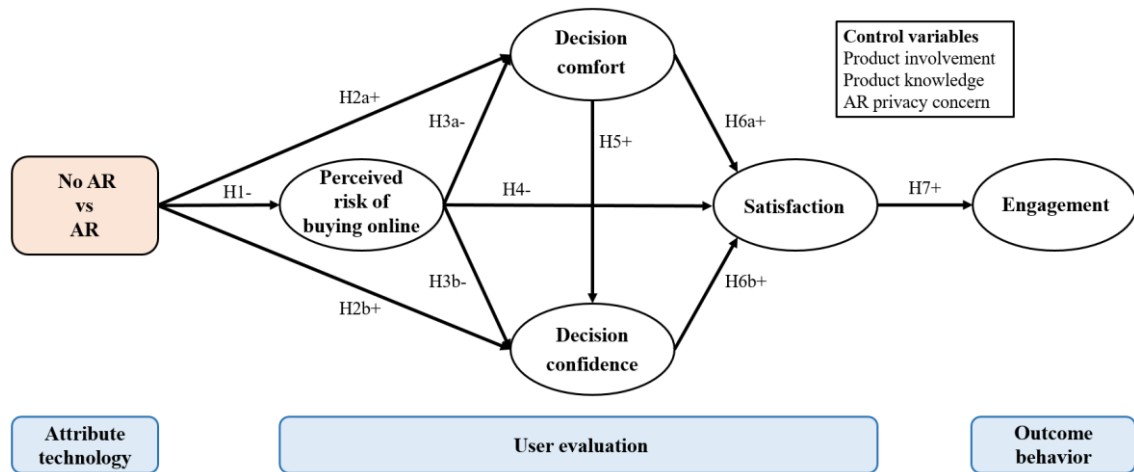 Decision
comfort
Control variables
Product involvement
Product knowledge
AR privacy concern
H2a+
H3a-
H5+
H6a+
No AR
vs
AR
H1-
Perceived
risk of
buying online
H4-
Satisfaction
H7+
Engagement
H2b+
H3b-
H6b+
Decision
confidence
Attribute
technology
User evaluation
Outcome
behavior